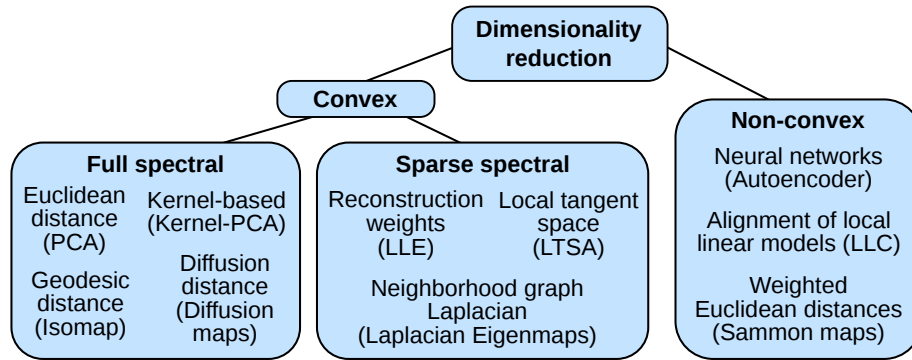 Dimensionality
reduction
Convex
Full spectral
Euclidean
distance
(PCA)
Kernel-based
(Kernel-PCA)
Geodesic
distance
(Isomap)
Diffusion
distance
(Diffusion
maps)
Sparse spectral
Reconstruction
weights
(LLE)
Local tangent
space
(LTSA)
Neighborhood graph
Laplacian
(Laplacian Eigenmaps)
Non-convex
Neural networks
(Autoencoder)
Alignment of local
linear models (LLC)
Weighted
Euclidean distances
(Sammon maps)